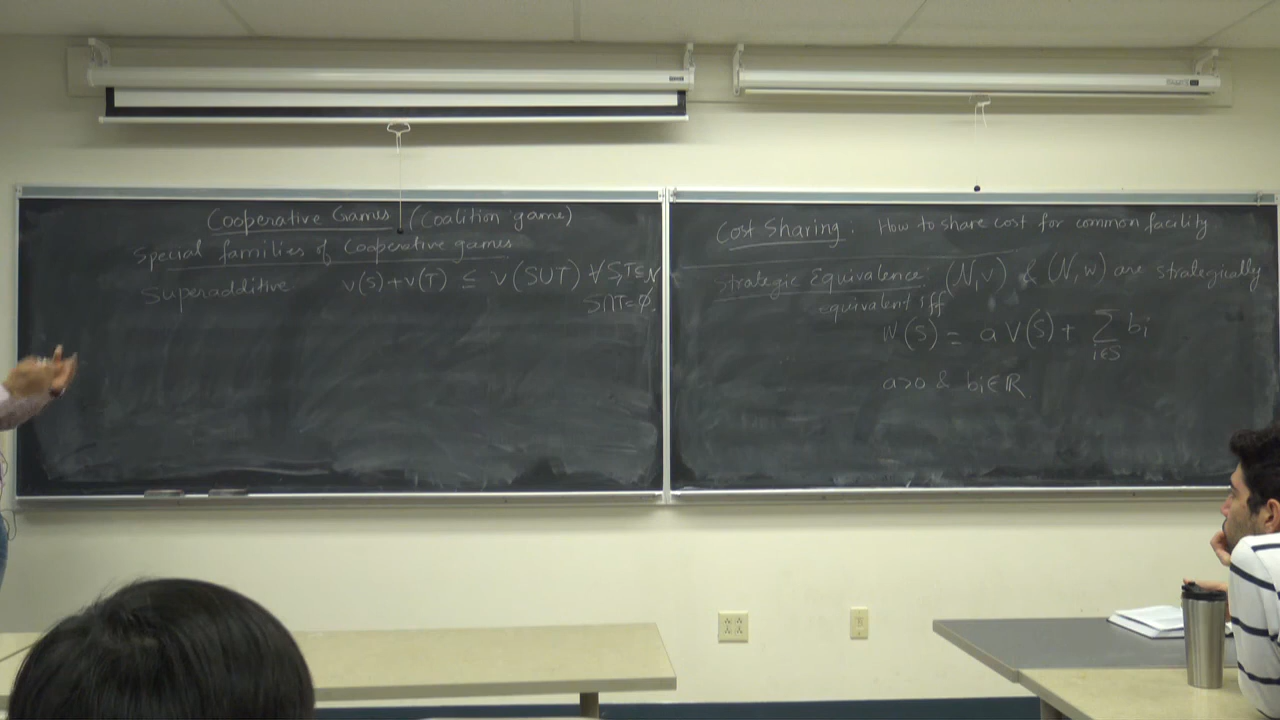 Cooperative Games (Coalition game)
Special families of Cooperative games
Superadditive v(S)+v(T) ≤ v(SUT) ∀S,T⊆N
S∩T=∅.
Cost Sharing: How to share cost for common facility
Strategic Equivalence: (N,v) & (N,w) are strategically
equivalent iff
w(S) = a v(S) + ∑ bi
i∈S
a>0 & bi∈ℝ